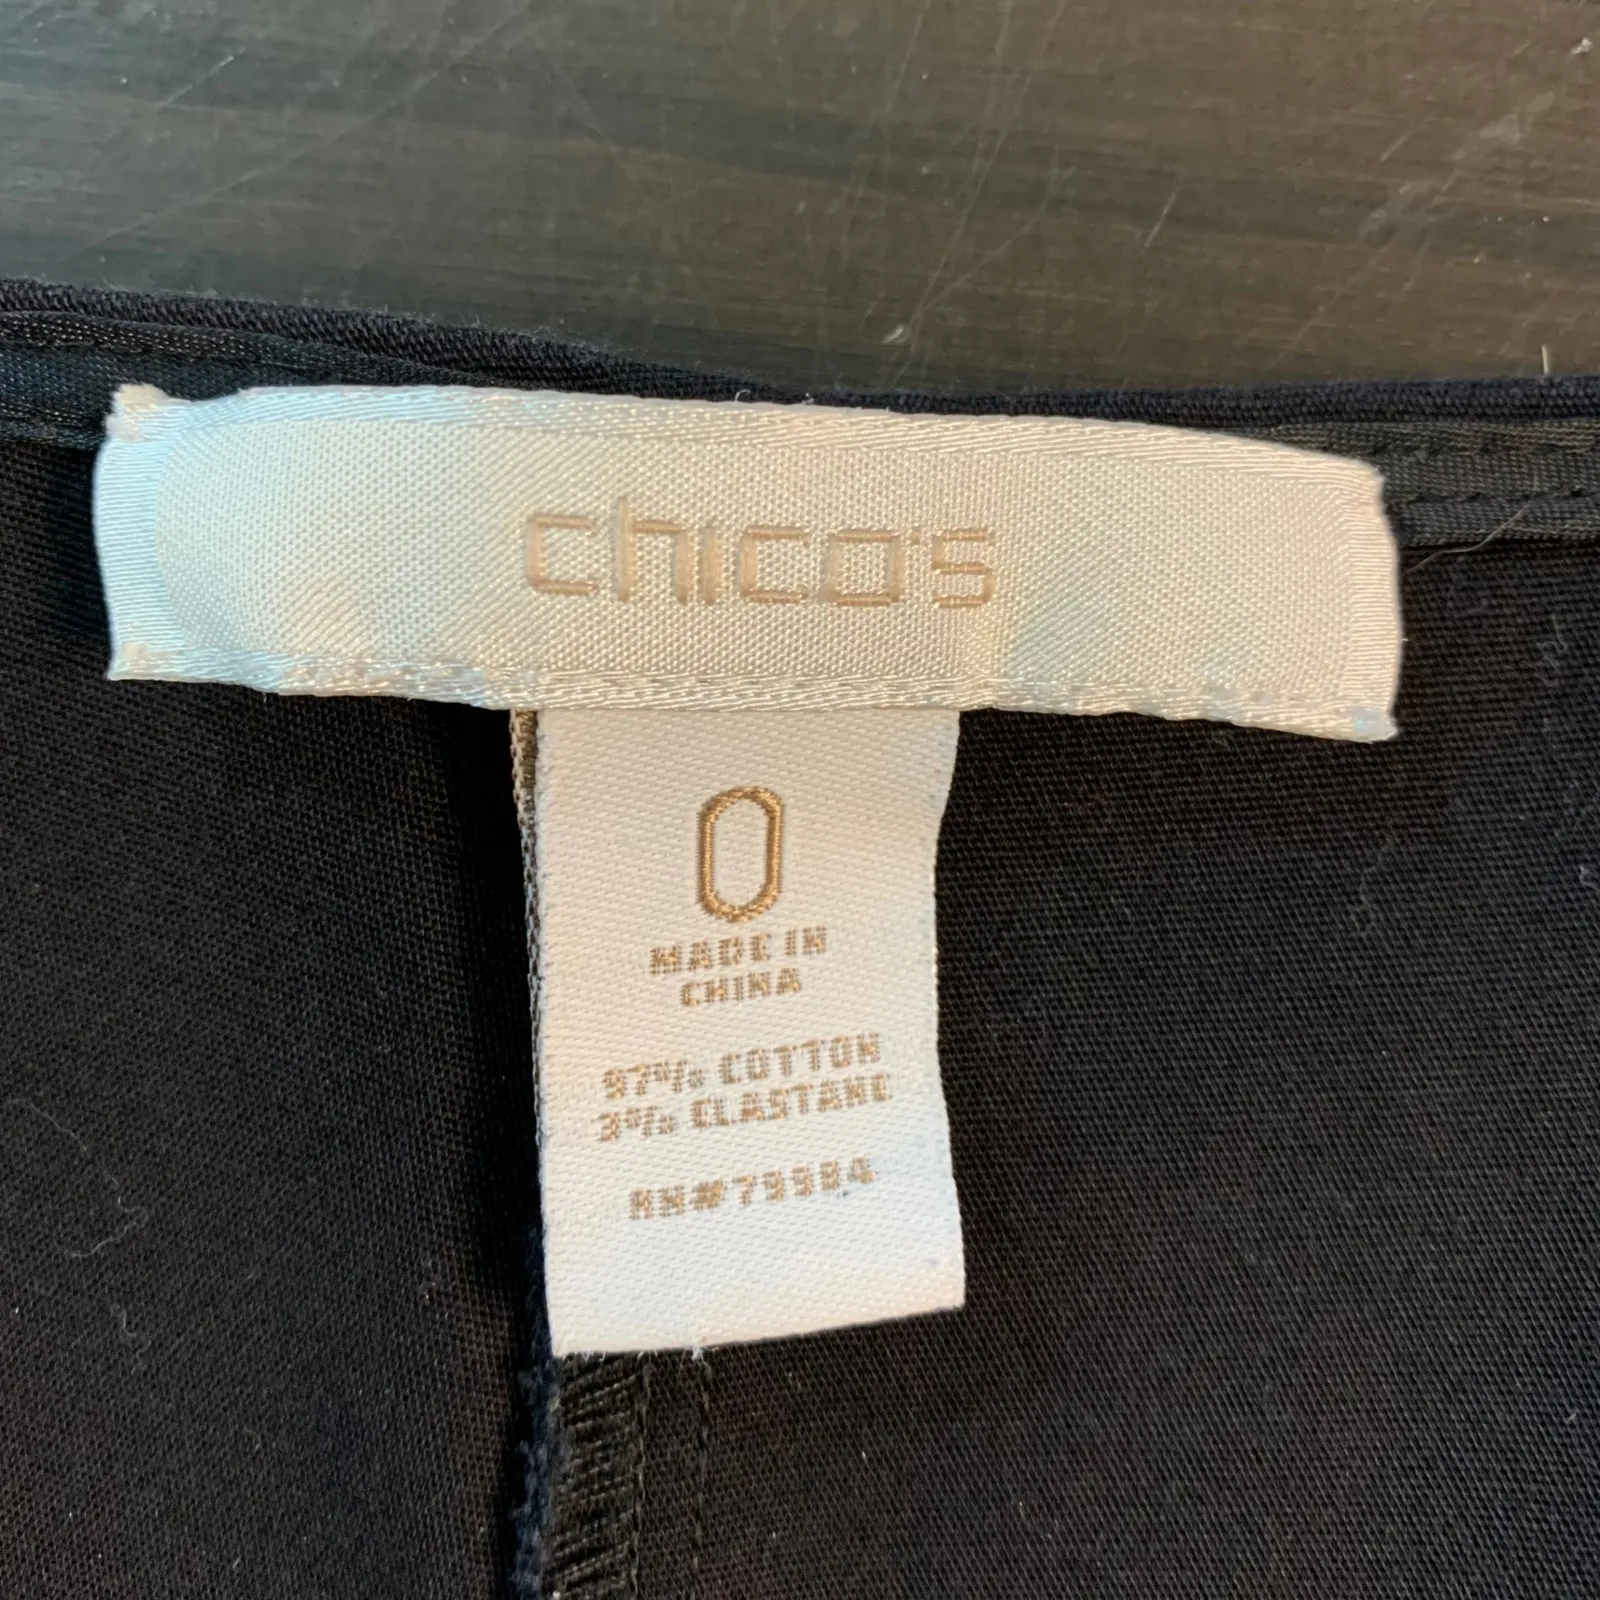 chico's
0
MADE IN
CHINA
97% COTTON
3% ELASTANE
RN#79984